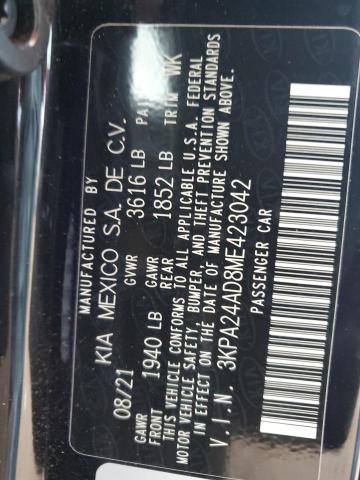 MANUFACTURED BY
KIA MEXICO S.A. DE C.V.
08/21 GVWR 3616 LB
GAWR FRONT 1940 LB GAWR REAR 1852 LB TRIM WK
THIS VEHICLE CONFORMS TO ALL APPLICABLE U.S.A. FEDERAL
MOTOR VEHICLE SAFETY, BUMPER, AND THEFT PREVENTION STANDARDS
IN EFFECT ON THE DATE OF MANUFACTURE SHOWN ABOVE.
V.I.N. 3KPA24AD8ME423042
PASSENGER CAR